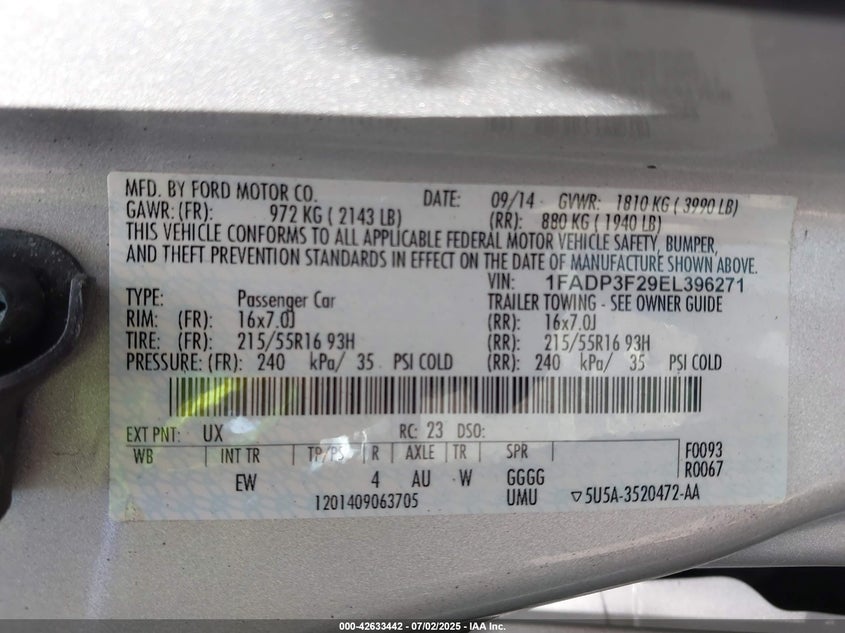 MFD. BY FORD MOTOR CO. DATE: 09/14 GVWR: 1810 KG ( 3990 LB)
GAWR: (FR): 972 KG ( 2143 LB) (RR): 880 KG ( 1940 LB)
THIS VEHICLE CONFORMS TO ALL APPLICABLE FEDERAL MOTOR VEHICLE SAFETY, BUMPER,
AND THEFT PREVENTION STANDARDS IN EFFECT ON THE DATE OF MANUFACTURE SHOWN ABOVE.
VIN: 1FADP3F29EL396271
TYPE: Passenger Car TRAILER TOWING - SEE OWNER GUIDE
RIM: (FR): 16x7.0J (RR): 16x7.0J
TIRE: (FR): 215/55R16 93H (RR): 215/55R16 93H
PRESSURE: (FR): 240 kPa/ 35 PSI COLD (RR): 240 kPa/ 35 PSI COLD
EXT PNT: UX RC: 23 DSO:
WB INT TR TP/PS R AXLE TR SPR F0093
R0067
EW 4 AU W GGGG
1201409063705 UMU ▽5U5A-3520472-AA
000-42633442 - 07/02/2025 - IAA Inc.